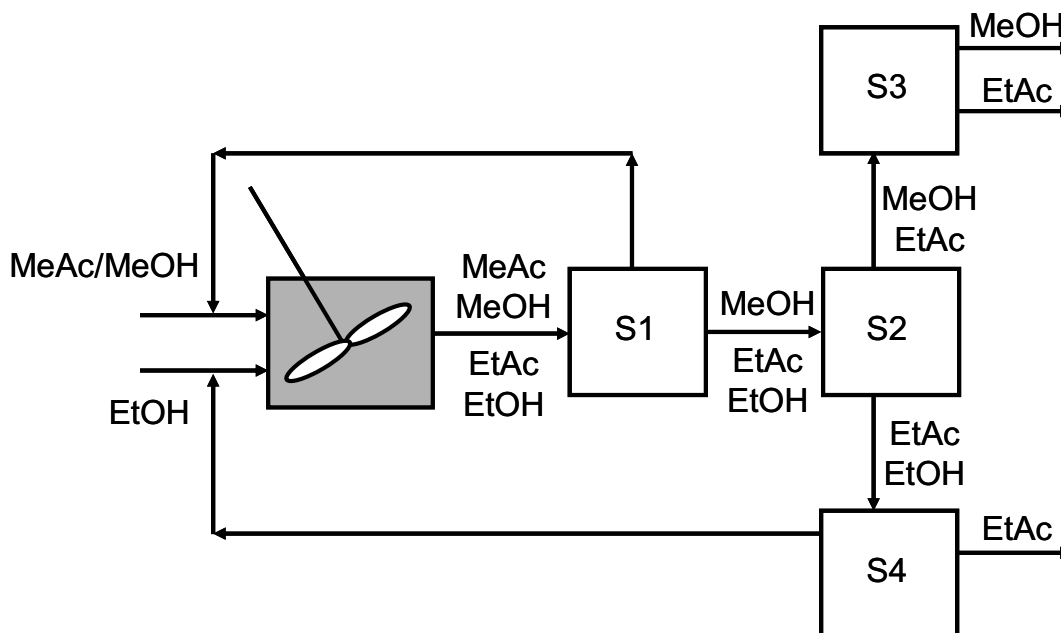 MeOH
S3
EtAc
MeOH
EtAc
MeAc/MeOH
MeAc
MeOH
EtAc
EtOH
S1
MeOH
EtAc
EtOH
S2
EtOH
EtAc
EtOH
S4
EtAc